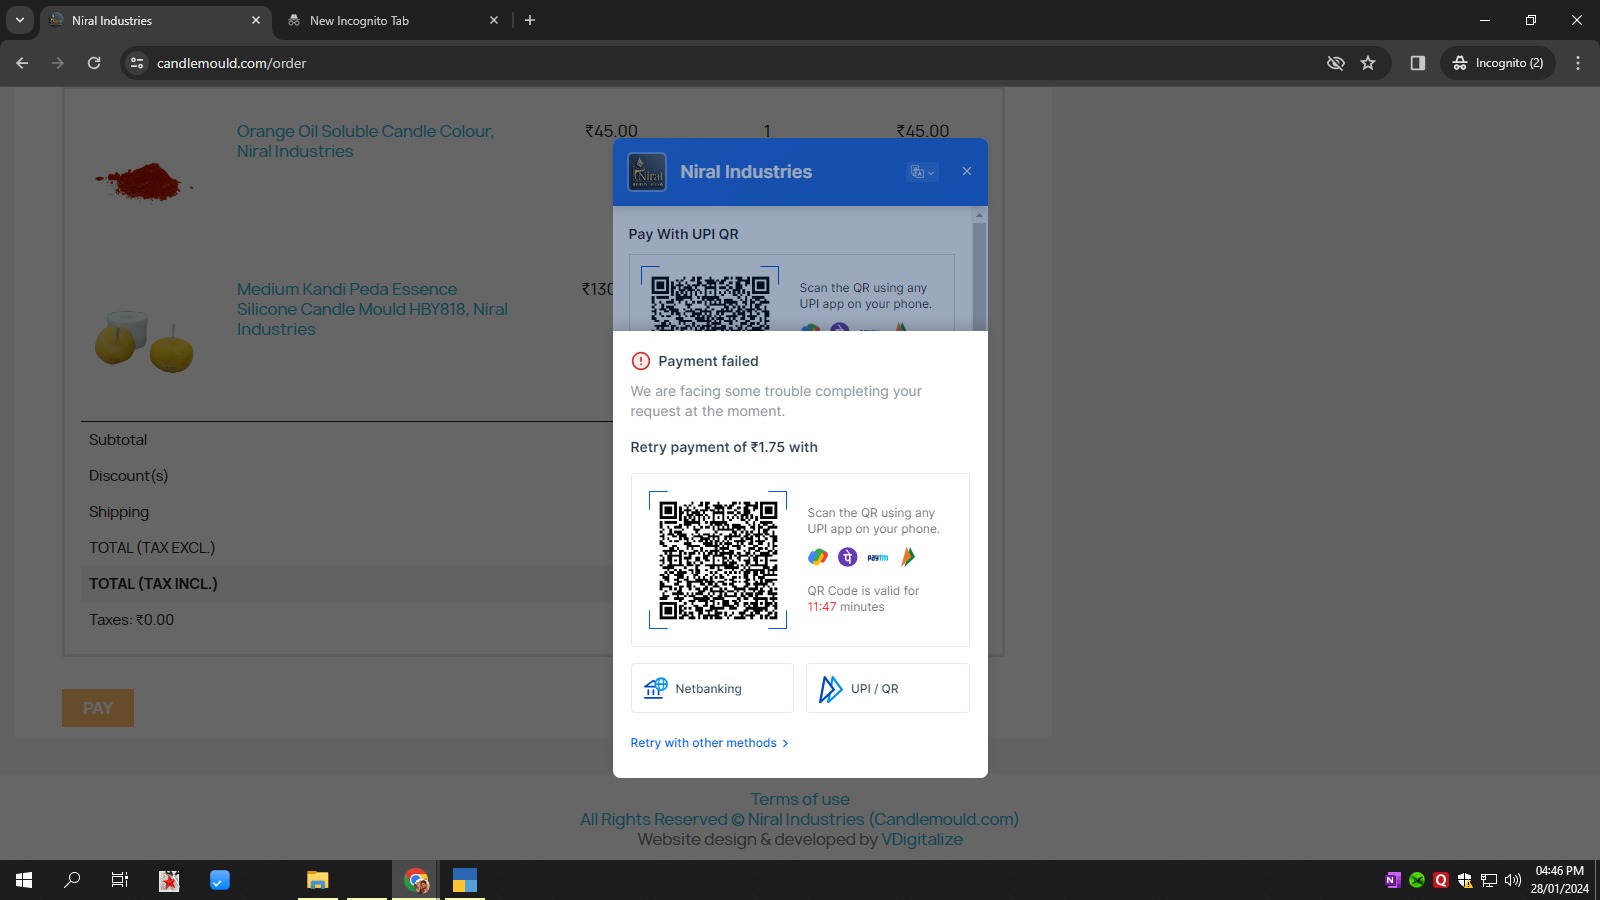 Niral Industries
New Incognito Tab
candlemould.com/order
Incognito (2)
Orange Oil Soluble Candle Colour,
Niral Industries
₹45.00
1
₹45.00
Medium Kandi Peda Essence
Silicone Candle Mould HBY818, Niral
Industries
₹130
Subtotal
Discount(s)
Shipping
TOTAL (TAX EXCL.)
TOTAL (TAX INCL.)
Taxes: ₹0.00
PAY
Niral
Niral Industries
Pay With UPI QR
Scan the QR using any
UPI app on your phone.
Payment failed
We are facing some trouble completing your
request at the moment.
Retry payment of ₹1.75 with
Scan the QR using any
UPI app on your phone.
paytm
QR Code is valid for
11:47 minutes
Netbanking
UPI / QR
Retry with other methods
Terms of use
All Rights Reserved © Niral Industries (Candlemould.com)
Website design & developed by VDigitalize
04:46 PM
28/01/2024